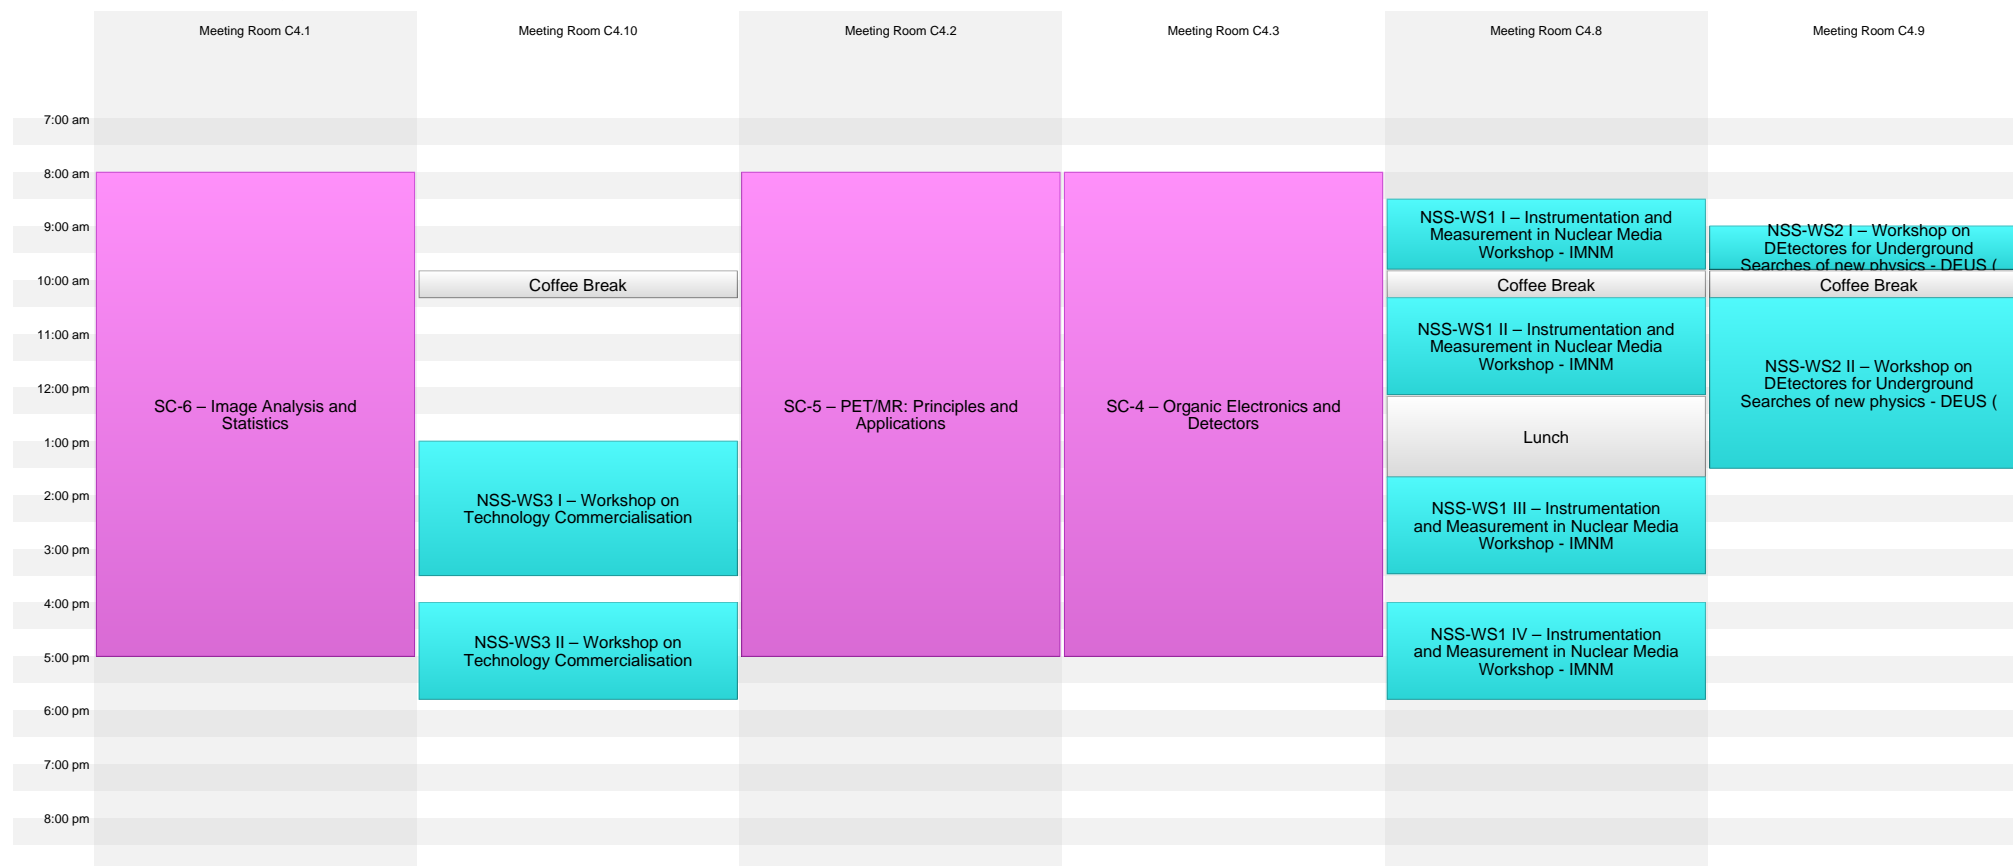 Meeting Room C4.1
Meeting Room C4.10
Meeting Room C4.2
Meeting Room C4.3
Meeting Room C4.8
Meeting Room C4.9
7:00 am
8:00 am
9:00 am
10:00 am
11:00 am
12:00 pm
1:00 pm
2:00 pm
3:00 pm
4:00 pm
5:00 pm
6:00 pm
7:00 pm
8:00 pm
SC-6 – Image Analysis and
Statistics
Coffee Break
NSS-WS3 I – Workshop on
Technology Commercialisation
NSS-WS3 II – Workshop on
Technology Commercialisation
SC-5 – PET/MR: Principles and
Applications
SC-4 – Organic Electronics and
Detectors
NSS-WS1 I – Instrumentation and
Measurement in Nuclear Media
Workshop - IMNM
Coffee Break
NSS-WS1 II – Instrumentation and
Measurement in Nuclear Media
Workshop - IMNM
Lunch
NSS-WS1 III – Instrumentation
and Measurement in Nuclear Media
Workshop - IMNM
NSS-WS1 IV – Instrumentation
and Measurement in Nuclear Media
Workshop - IMNM
NSS-WS2 I – Workshop on
DEtectores for Underground
Searches of new physics - DEUS (
Coffee Break
NSS-WS2 II – Workshop on
DEtectores for Underground
Searches of new physics - DEUS (